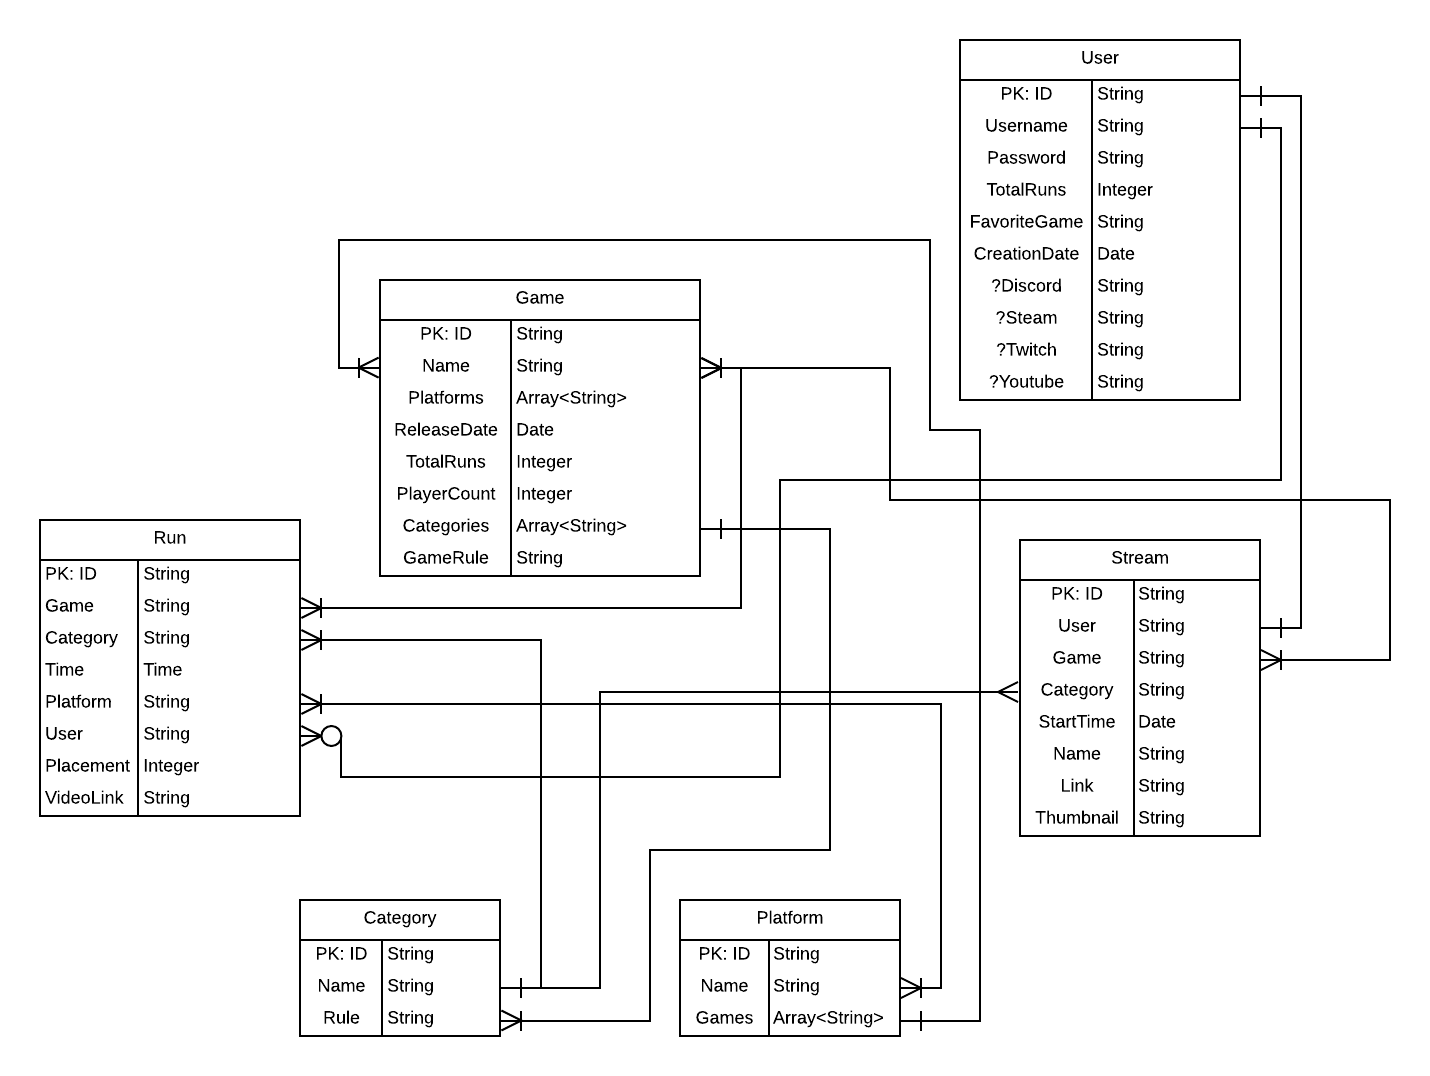 User
PK: ID String
Username String
Password String
TotalRuns Integer
FavoriteGame String
CreationDate Date
?Discord String
?Steam String
?Twitch String
?Youtube String
Game
PK: ID String
Name String
Platforms Array<String>
ReleaseDate Date
TotalRuns Integer
PlayerCount Integer
Categories Array<String>
GameRule String
Run
PK: ID String
Game String
Category String
Time Time
Platform String
User String
Placement Integer
VideoLink String
Stream
PK: ID String
User String
Game String
Category String
StartTime Date
Name String
Link String
Thumbnail String
Category
PK: ID String
Name String
Rule String
Platform
PK: ID String
Name String
Games Array<String>